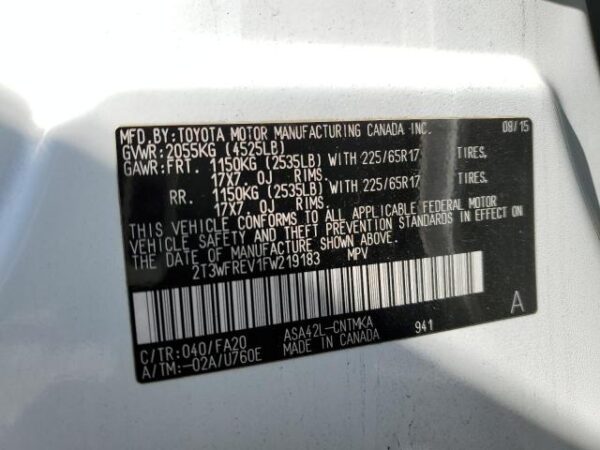 MFD.BY:TOYOTA MOTOR MANUFACTURING CANADA INC. 08/15
GVWR:2055KG (4525LB)
GAWR:FRT. 1150KG (2535LB) WITH 225/65R17 TIRES.
17X7 0J RIMS.
RR. 1150KG (2535LB) WITH 225/65R17 TIRES.
17X7 0J RIMS.
THIS VEHICLE CONFORMS TO ALL APPLICABLE FEDERAL MOTOR
VEHICLE SAFETY AND THEFT PREVENTION STANDARDS IN EFFECT ON
THE DATE OF MANUFACTURE SHOWN ABOVE.
2T3WFREV1FW219183 MPV
A
C/TR:040/FA20 ASA42L-CNTMKA 941
A/TM:-02A/U760E MADE IN CANADA